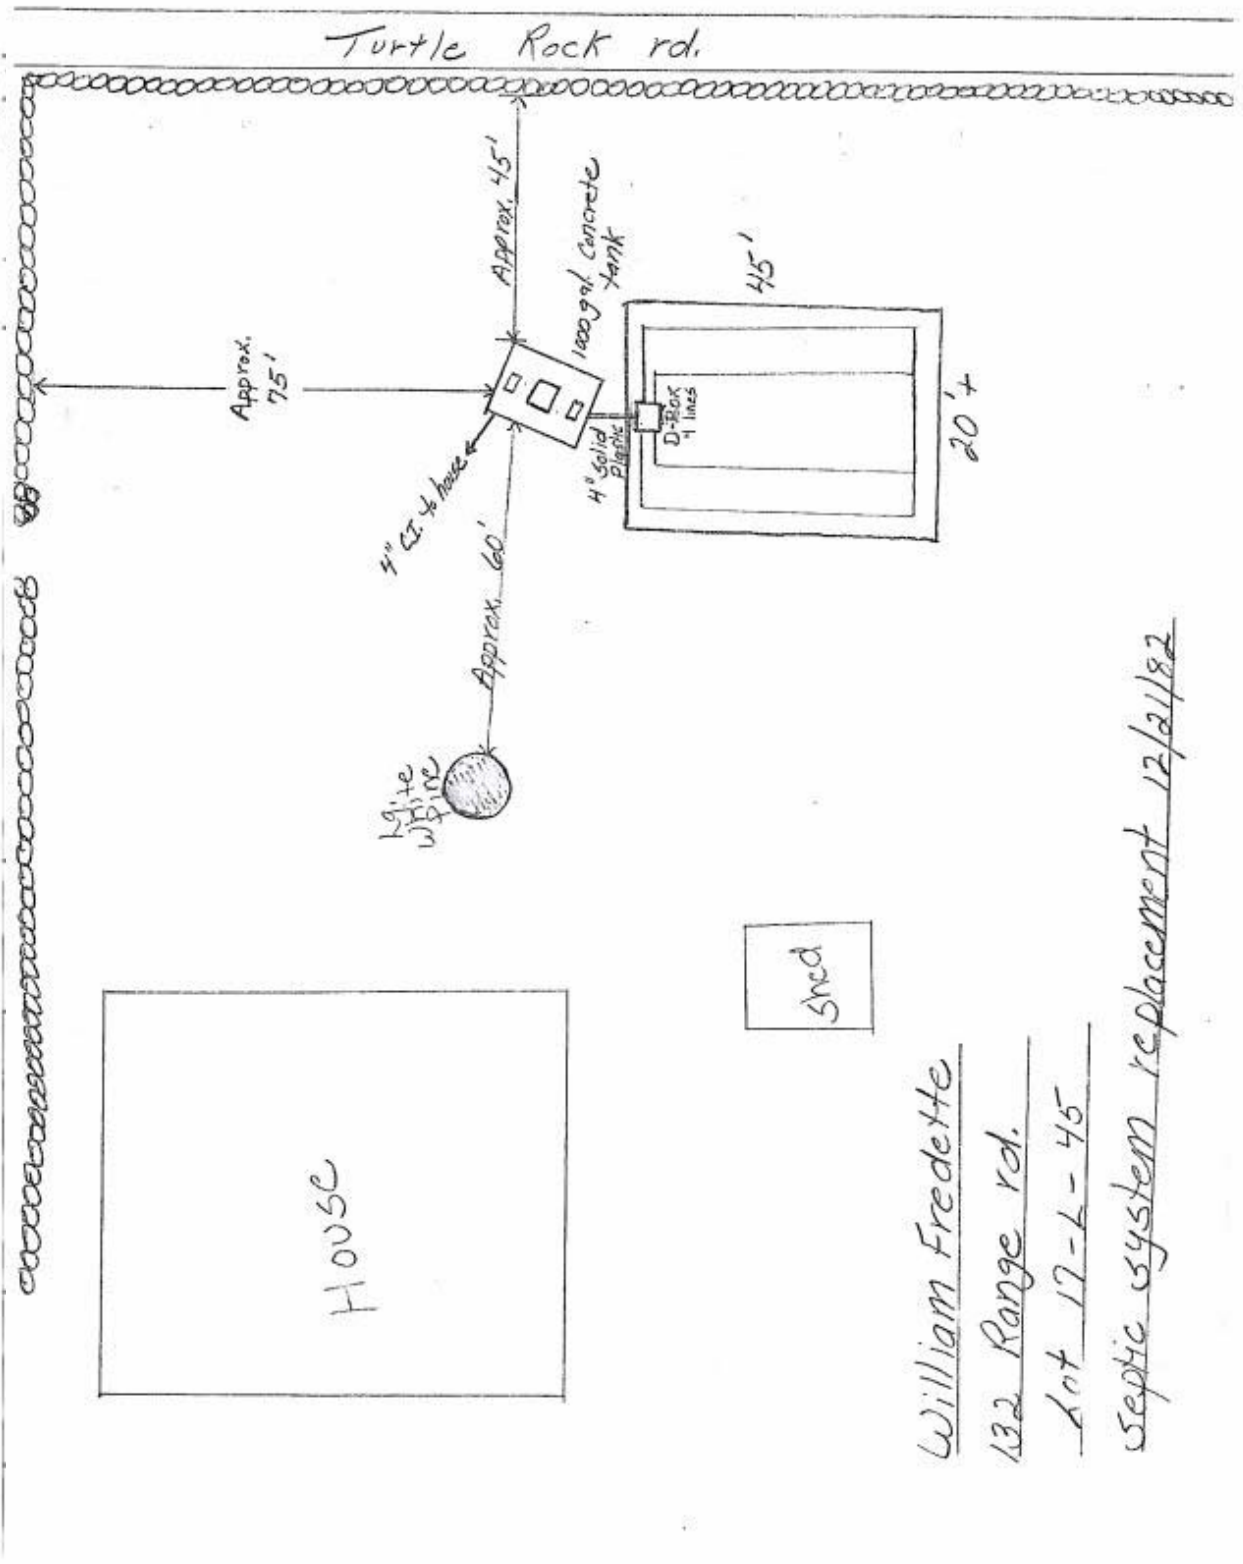 Turtle Rock rd.
Approx. 45'
1000 gal. Concrete
tank
45'
Approx.
75'
D-Box
4 lines
4" Solid
Plastic
20'+
4" C.I. to house
Approx. 60'
Lg.
White
Pine
Shed
House
William Fredette
132 Range rd.
Lot 17-L-45
Septic system replacement 12/21/82